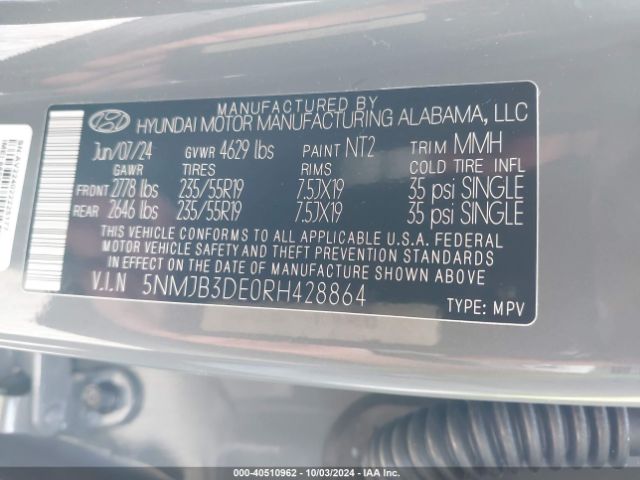 MANUFACTURED BY
HYUNDAI MOTOR MANUFACTURING ALABAMA, LLC
Jun/07/24 GVWR 4629 lbs PAINT NT2 TRIM MMH
GAWR TIRES RIMS COLD TIRE INFL
FRONT 2778 lbs 235/55R19 7.5JX19 35 psi SINGLE
REAR 2646 lbs 235/55R19 7.5JX19 35 psi SINGLE
THIS VEHICLE CONFORMS TO ALL APPLICABLE U.S.A. FEDERAL
MOTOR VEHICLE SAFETY AND THEFT PREVENTION STANDARDS
IN EFFECT ON THE DATE OF MANUFACTURE SHOWN ABOVE.
V.I.N 5NMJB3DE0RH428864
TYPE: MPV
000-40510962 - 10/03/2024 - IAA Inc.